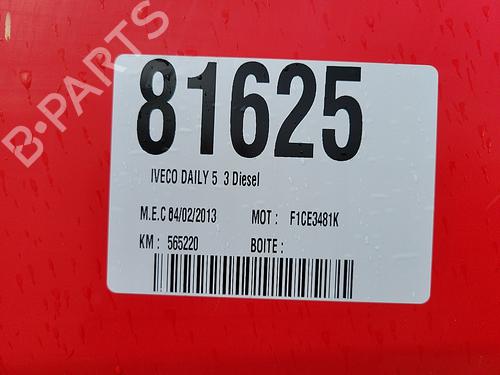 81625
IVECO DAILY 5 3 Diesel
M.E.C 04/02/2013 MOT : F1CE3481K
KM : 565220 BOITE :
B-PARTS